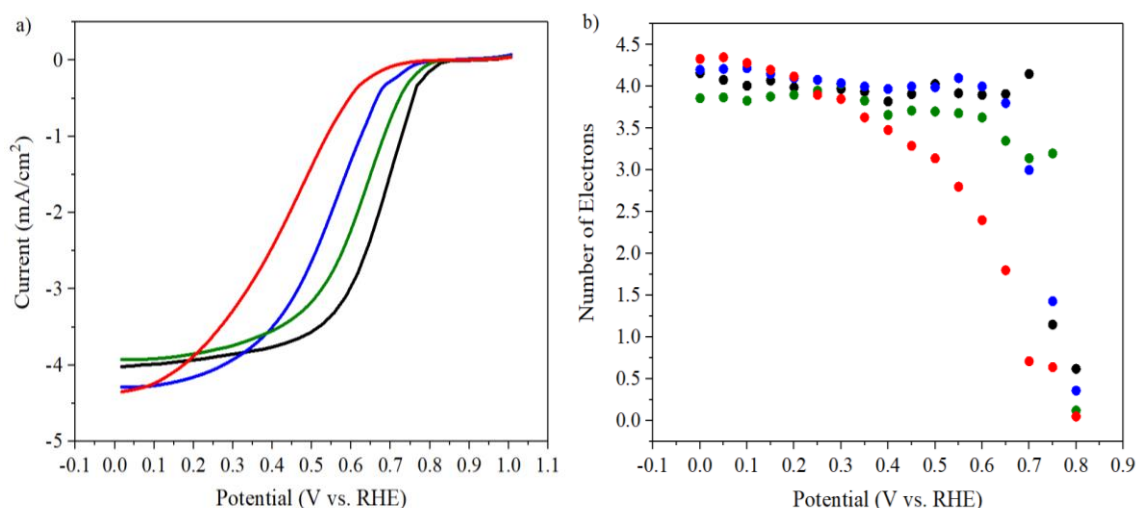 a)
Current (mA/cm²)
0
-1
-2
-3
-4
-5
-0.1 0.0 0.1 0.2 0.3 0.4 0.5 0.6 0.7 0.8 0.9 1.0 1.1
Potential (V vs. RHE)
b)
Number of Electrons
4.5
4.0
3.5
3.0
2.5
2.0
1.5
1.0
0.5
0.0
-0.1 0.0 0.1 0.2 0.3 0.4 0.5 0.6 0.7 0.8 0.9
Potential (V vs. RHE)